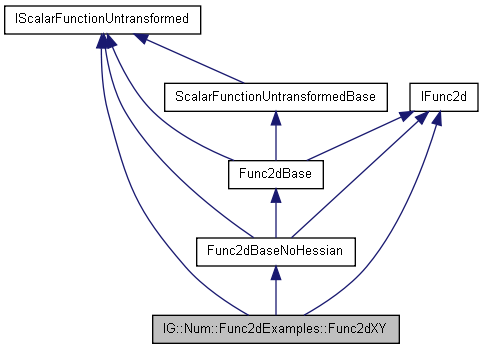 IScalarFunctionUntransformed
ScalarFunctionUntransformedBase
IFunc2d
Func2dBase
Func2dBaseNoHessian
IG::Num::Func2dExamples::Func2dXY